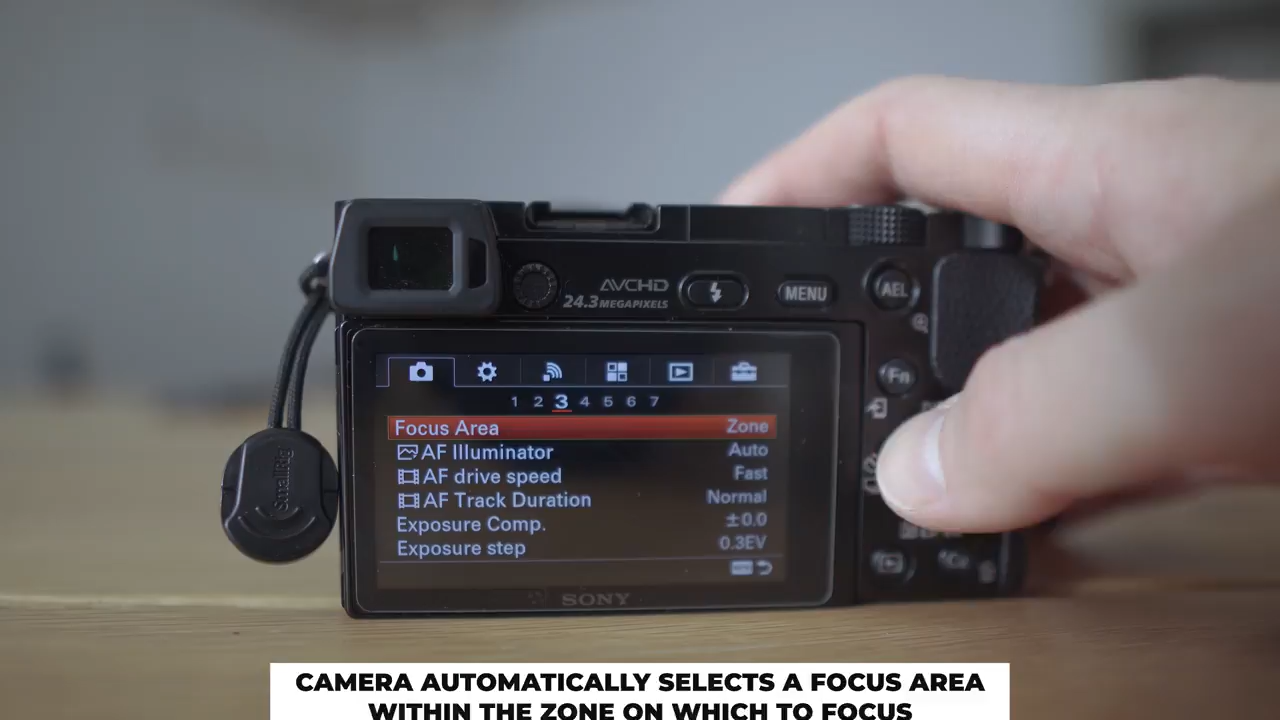 AVCHD
24.3 MEGAPIXELS
MENU
AEL
Fn
1 2 3 4 5 6 7
Focus Area Zone
AF Illuminator Auto
AF drive speed Fast
AF Track Duration Normal
Exposure Comp. ±0.0
Exposure step 0.3EV
SONY
SmallRig
CAMERA AUTOMATICALLY SELECTS A FOCUS AREA
WITHIN THE ZONE ON WHICH TO FOCUS